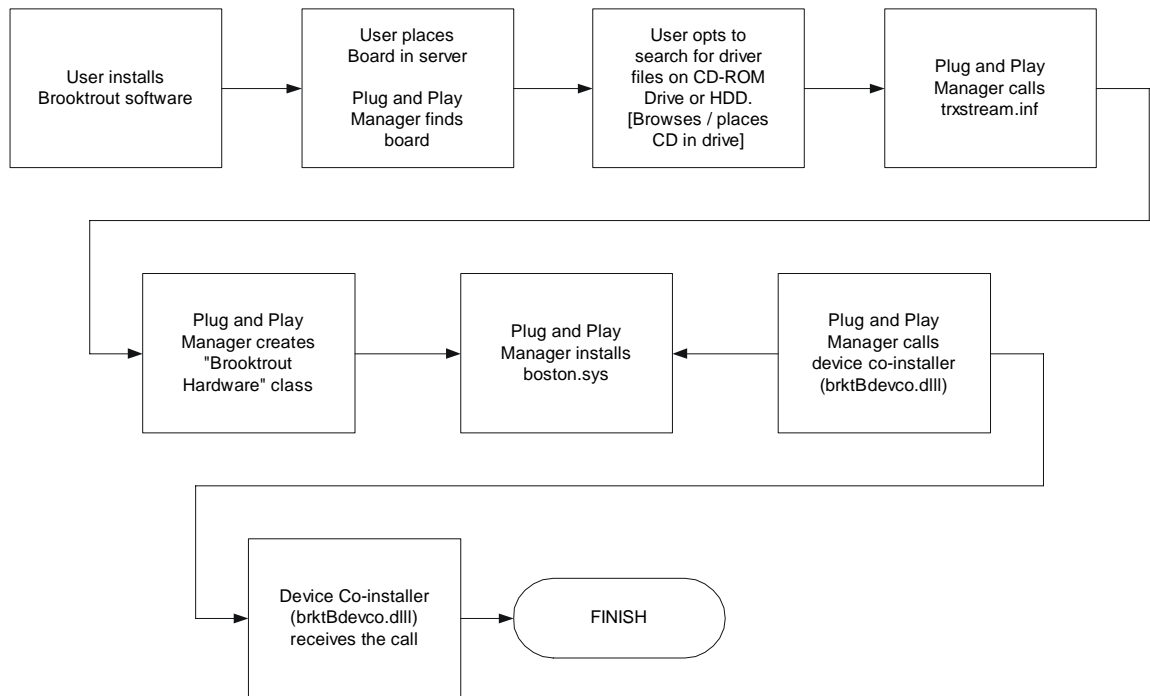 User installs
Brooktrout software
User places
Board in server
Plug and Play
Manager finds
board
User opts to
search for driver
files on CD-ROM
Drive or HDD.
[Browses / places
CD in drive]
Plug and Play
Manager calls
trxstream.inf
Plug and Play
Manager creates
"Brooktrout
Hardware" class
Plug and Play
Manager installs
boston.sys
Plug and Play
Manager calls
device co-installer
(brktBdevco.dlll)
Device Co-installer
(brktBdevco.dlll)
receives the call
FINISH